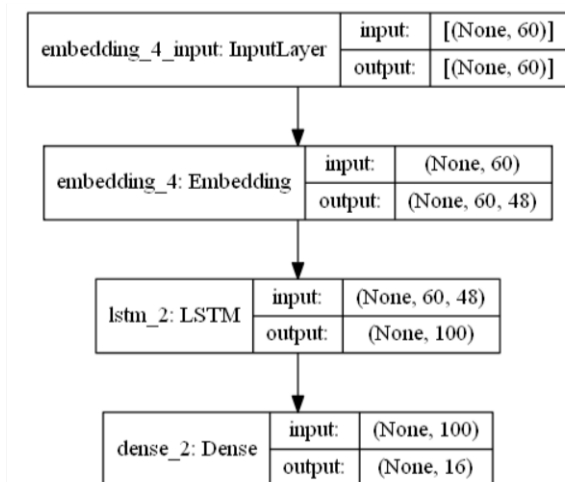 embedding_4_input: InputLayer
input: [(None, 60)]
output: [(None, 60)]
embedding_4: Embedding
input: (None, 60)
output: (None, 60, 48)
lstm_2: LSTM
input: (None, 60, 48)
output: (None, 100)
dense_2: Dense
input: (None, 100)
output: (None, 16)